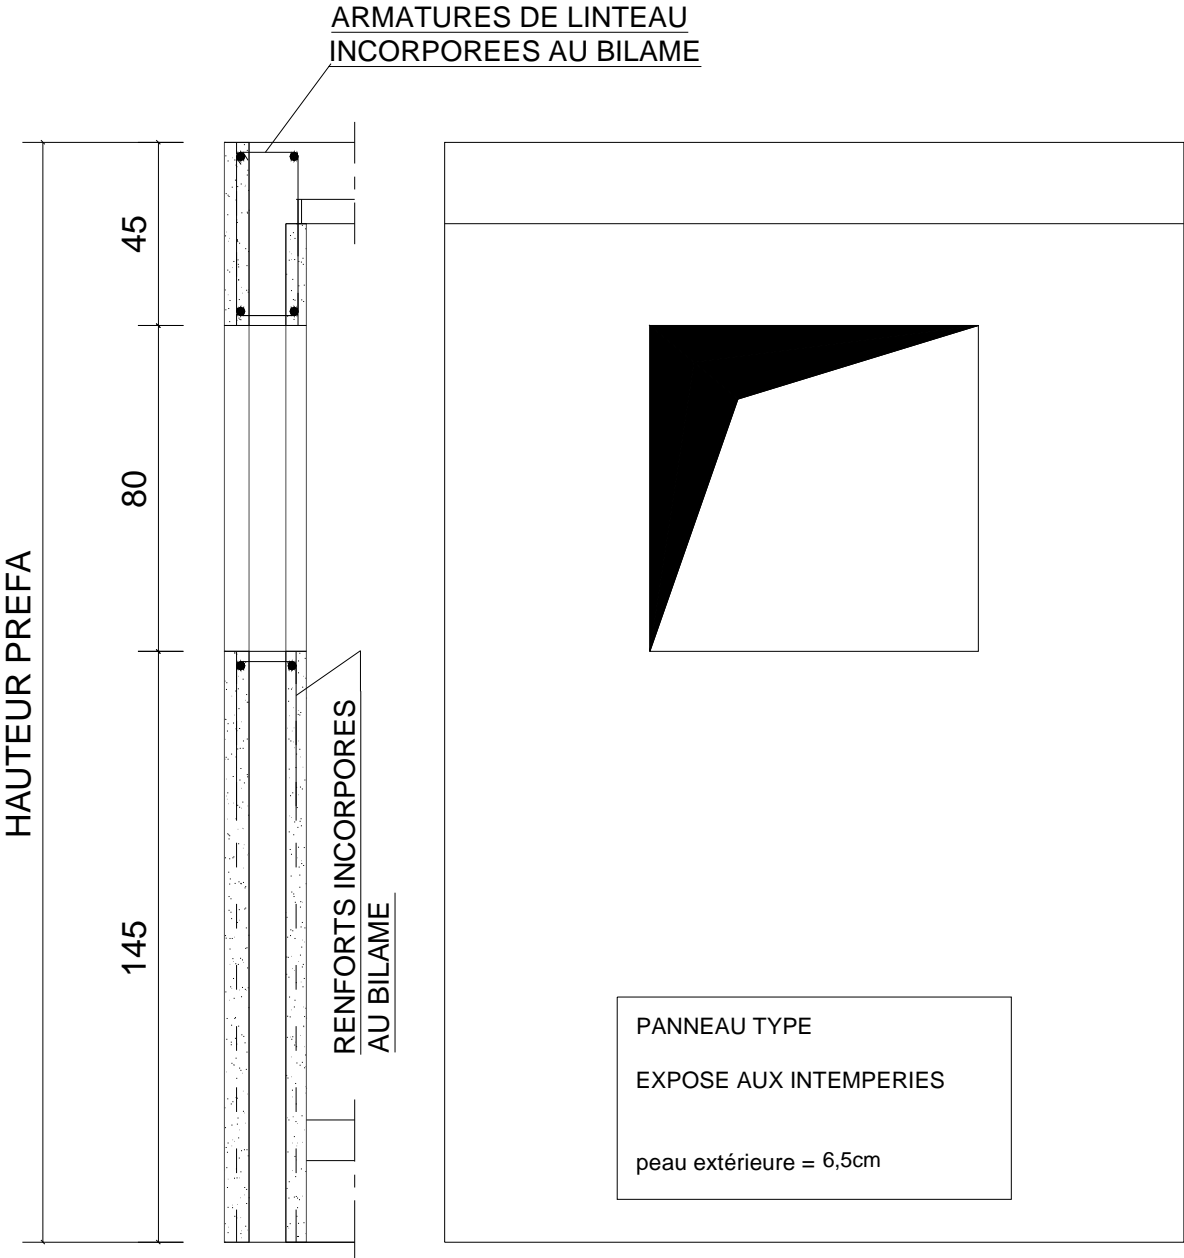 ARMATURES DE LINTEAU
INCORPOREES AU BILAME
45
80
145
HAUTEUR PREFA
RENFORTS INCORPORES
AU BILAME
PANNEAU TYPE
EXPOSE AUX INTEMPERIES
peau extérieure = 6,5cm